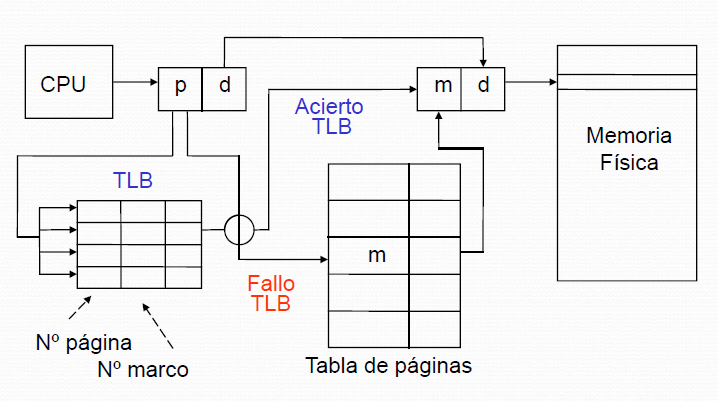 CPU
p
d
m
d
Acierto
TLB
Memoria
Física
TLB
m
Fallo
TLB
Nº página
Nº marco
Tabla de páginas